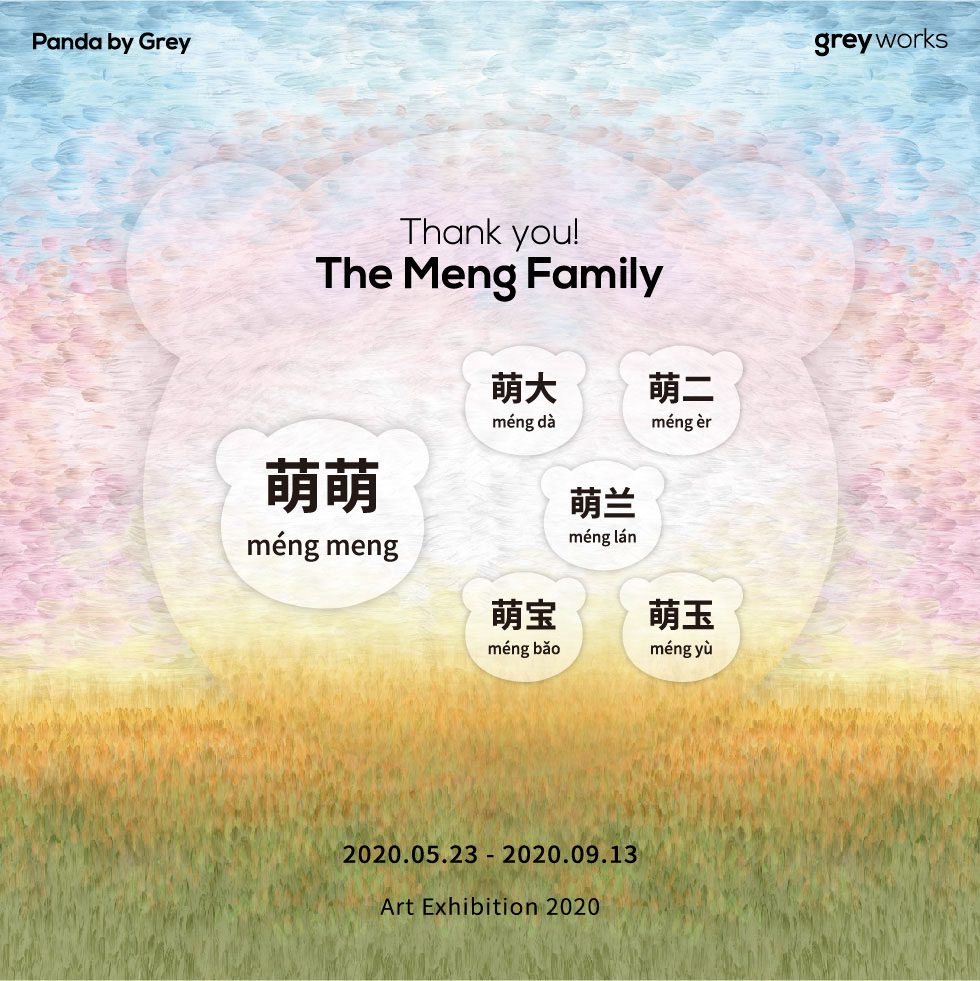 Panda by Grey
grey works
Thank you!
The Meng Family
萌萌
méng meng
萌大
méng dà
萌二
méng èr
萌兰
méng lán
萌宝
méng bǎo
萌玉
méng yù
2020.05.23 - 2020.09.13
Art Exhibition 2020